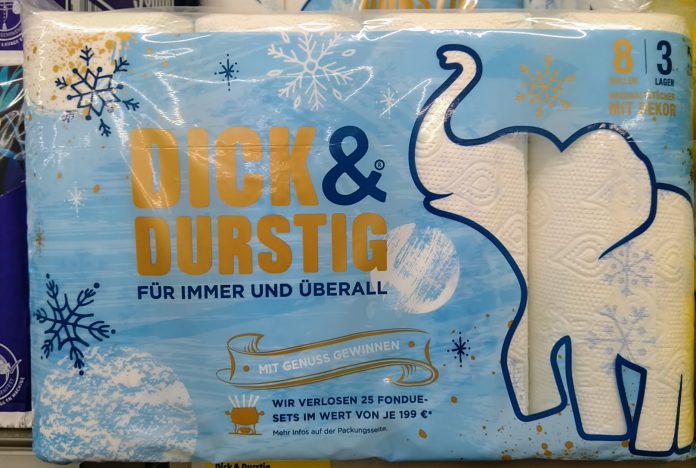 DICK &®
DURSTIG
FÜR IMMER UND ÜBERALL
8 | 3
ROLLEN LAGEN
HAUSHALTSTÜCHER
MIT DEKOR
MIT GENUSS GEWINNEN
WIR VERLOSEN 25 FONDUE-
SETS IM WERT VON JE 199 €*
Mehr Infos auf der Packungsseite.
Dick & Durstig